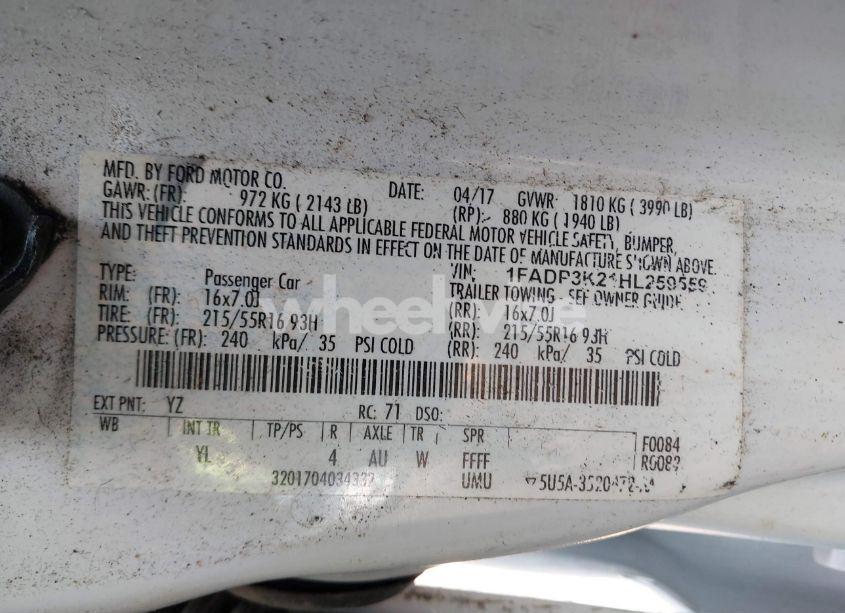 MFD. BY FORD MOTOR CO. DATE: 04/17 GVWR: 1810 KG ( 3990 LB)
GAWR: (FR): 972 KG ( 2143 LB) (RP): 880 KG ( 1940 LB)
THIS VEHICLE CONFORMS TO ALL APPLICABLE FEDERAL MOTOR VEHICLE SAFETY, BUMPER,
AND THEFT PREVENTION STANDARDS IN EFFECT ON THE DATE OF MANUFACTURE SHOWN ABOVE.
VIN:
TYPE: Passenger Car TRAILER TOWING - SEE OWNER GUIDE
RIM: (FR): 16x7.0J (RR): 16x7.0J
TIRE: (FR): 215/55R16 93H (RR): 215/55R16 93H
PRESSURE: (FR): 240 kPa/ 35 PSI COLD (RR): 240 kPa/ 35 PSI COLD
EXT PNT: YZ RC: 71 DSO:
WB INT TR TP/PS R AXLE TR SPR F0084
YL 4 AU W FFFF
UMU